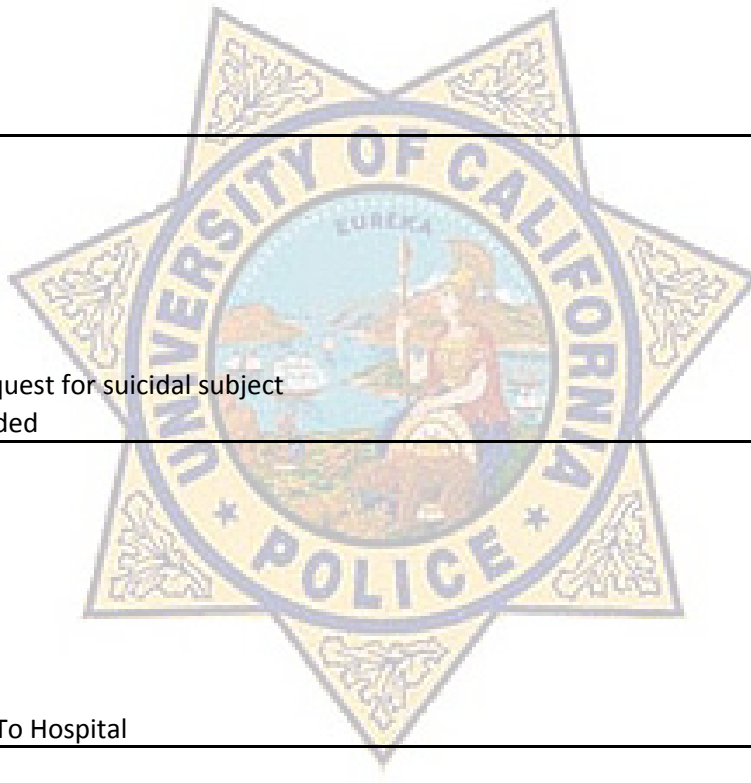 UNIVERSITY OF CALIFORNIA
EUREKA
quest for suicidal subject
ded
POLICE
To Hospital